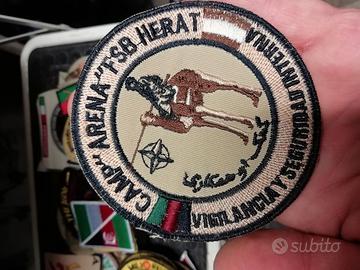 CAMP "ARENA" FSB HERAT
VIGILANCIA Y SEGURIDAD INTERNA
subito